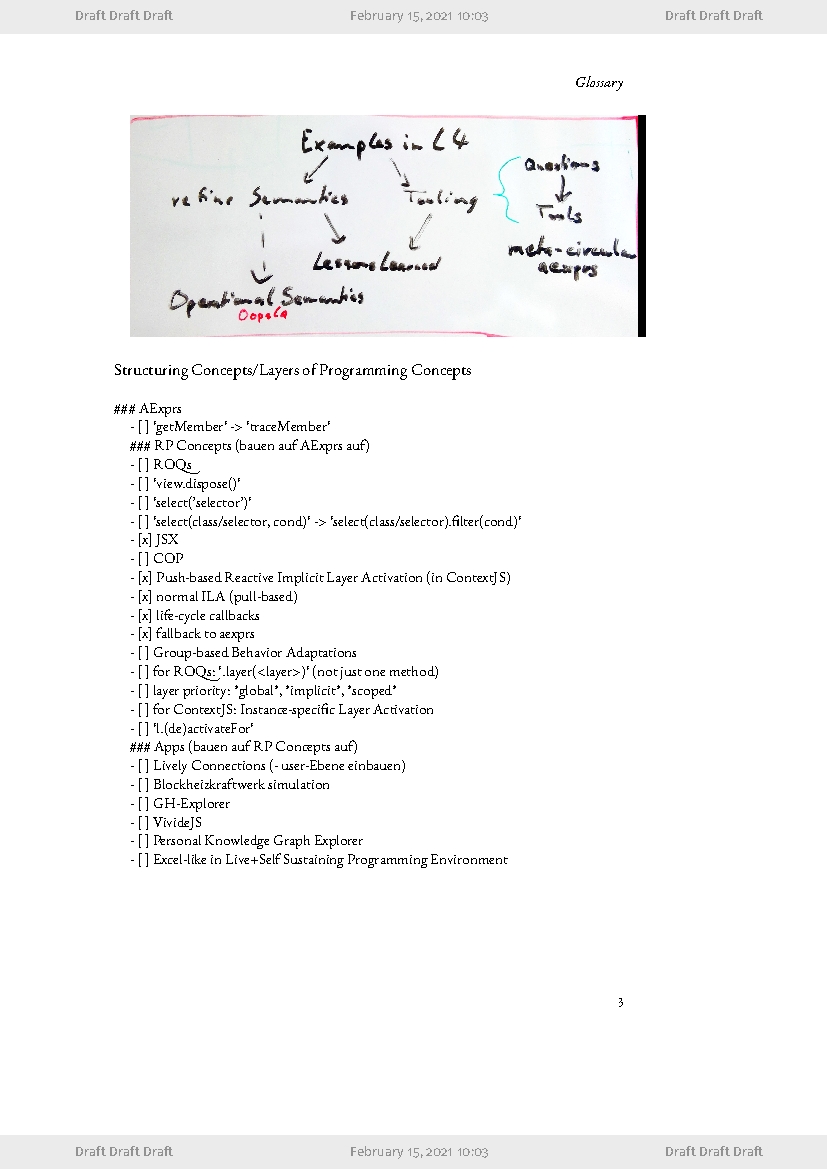 Draft Draft Draft February 15, 2021 10:03 Draft Draft Draft
Glossary
Examples in L4
refine Semantics Tooling
Questions
Tools
meta-circular
aexprs
Lessons Learned
Operational Semantics
OopsLa
Structuring Concepts/Layers of Programming Concepts
### AExprs
- [ ] 'getMember' -> 'traceMember'
### RP Concepts (bauen auf AExprs auf)
- [ ] ROQs
- [ ] 'view.dispose()'
- [ ] 'select('selector')'
- [ ] 'select(class/selector, cond)' -> 'select(class/selector).filter(cond)'
- [x] JSX
- [ ] COP
- [x] Push-based Reactive Implicit Layer Activation (in ContextJS)
- [x] normal ILA (pull-based)
- [x] life-cycle callbacks
- [x] fallback to aexprs
- [ ] Group-based Behavior Adaptations
- [ ] for ROQs: '.layer(<layer>)' (not just one method)
- [ ] layer priority: "global", "implicit", "scoped"
- [ ] for ContextJS: Instance-specific Layer Activation
- [ ] 'l.(de)activateFor'
### Apps (bauen auf RP Concepts auf)
- [ ] Lively Connections (- user-Ebene einbauen)
- [ ] Blockheizkraftwerk simulation
- [ ] GH-Explorer
- [ ] VivideJS
- [ ] Personal Knowledge Graph Explorer
- [ ] Excel-like in Live+Self Sustaining Programming Environment
3
Draft Draft Draft February 15, 2021 10:03 Draft Draft Draft